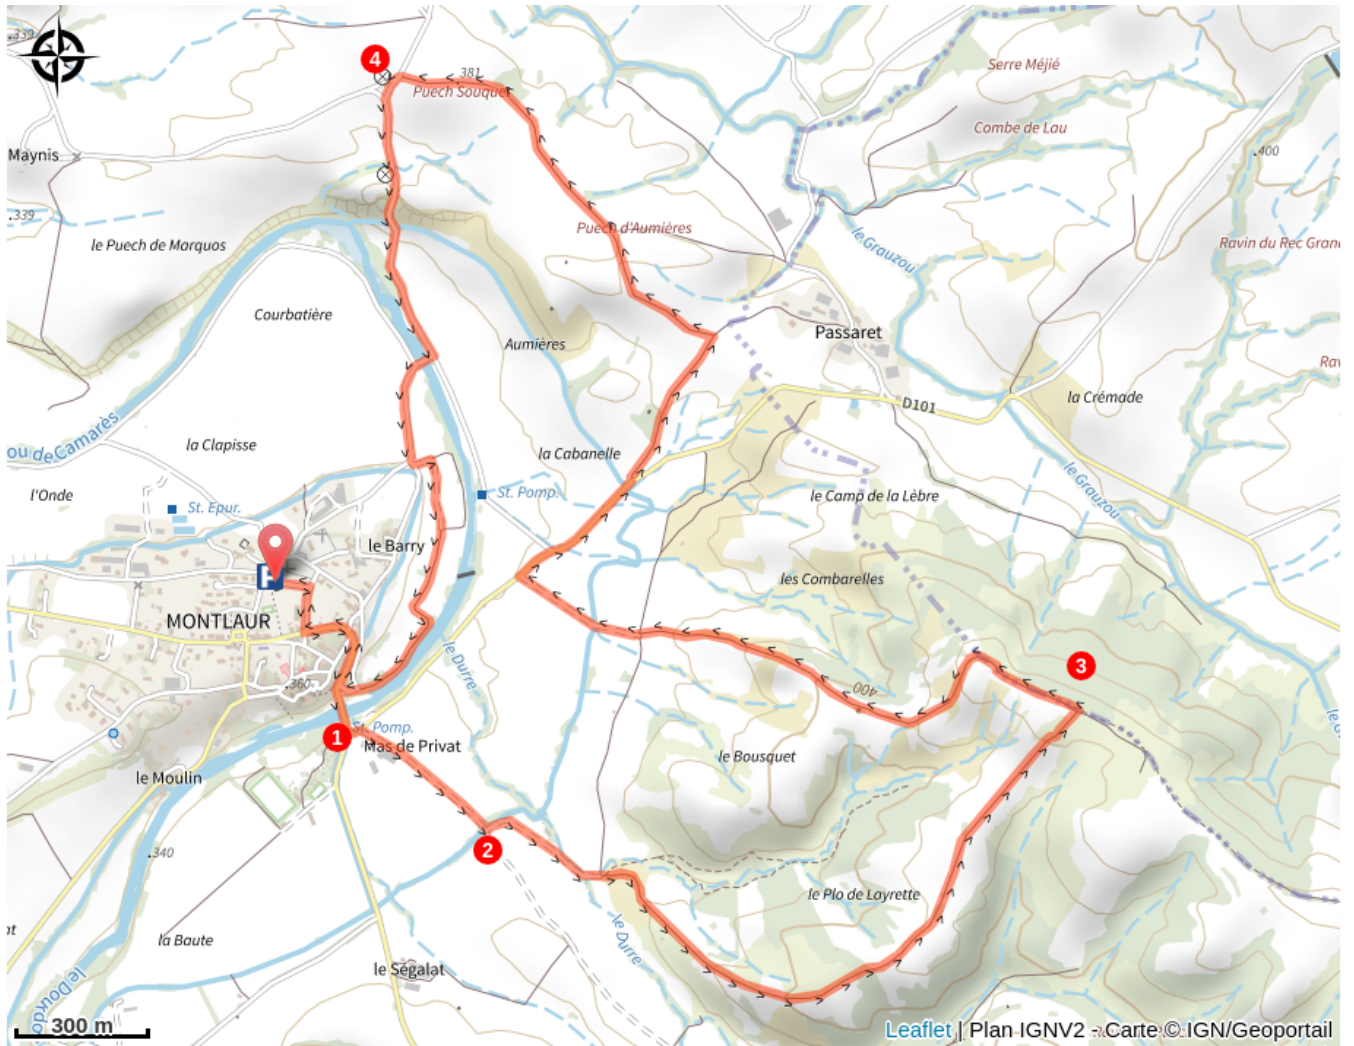 .339
4
.381
Puech Souque
Serre Méjié
Combe de Lau
.400
Maynis
.339
le Puech de Marquos
Puech d'Aumières
le Grauzou
Ravin du Rec Gran
Courbatière
Aumières
Passaret
la Crémade
D101
ou de Camarès
la Clapisse
la Cabanelle
l'Onde
St. Pomp.
le Camp de la Lèbre
le Grauzou
St. Epur.
le Barry
les Combarelles
P
MONTLAUR
le Durre
3
.360
400
1
St. Pomp.
Mas de Privat
le Bousquet
le Moulin
2
.340
le Plo de Layrette
la Baute
le Durre
le Ségalat
le Dourdo
300 m
Leaflet | Plan IGNV2 - Carte © IGN/Geoportail